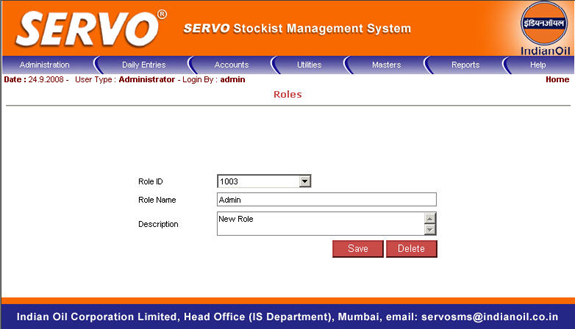 SERVO®
SERVO Stockist Management System
इंडियनऑयल
IndianOil
Administration Daily Entries Accounts Utilities Masters Reports Help
Date : 24.9.2008 - User Type : Administrator - Login By : admin Home
Roles
Role ID 1003
Role Name Admin
Description New Role
Save Delete
Indian Oil Corporation Limited, Head Office (IS Department), Mumbai, email: servosms@indianoil.co.in